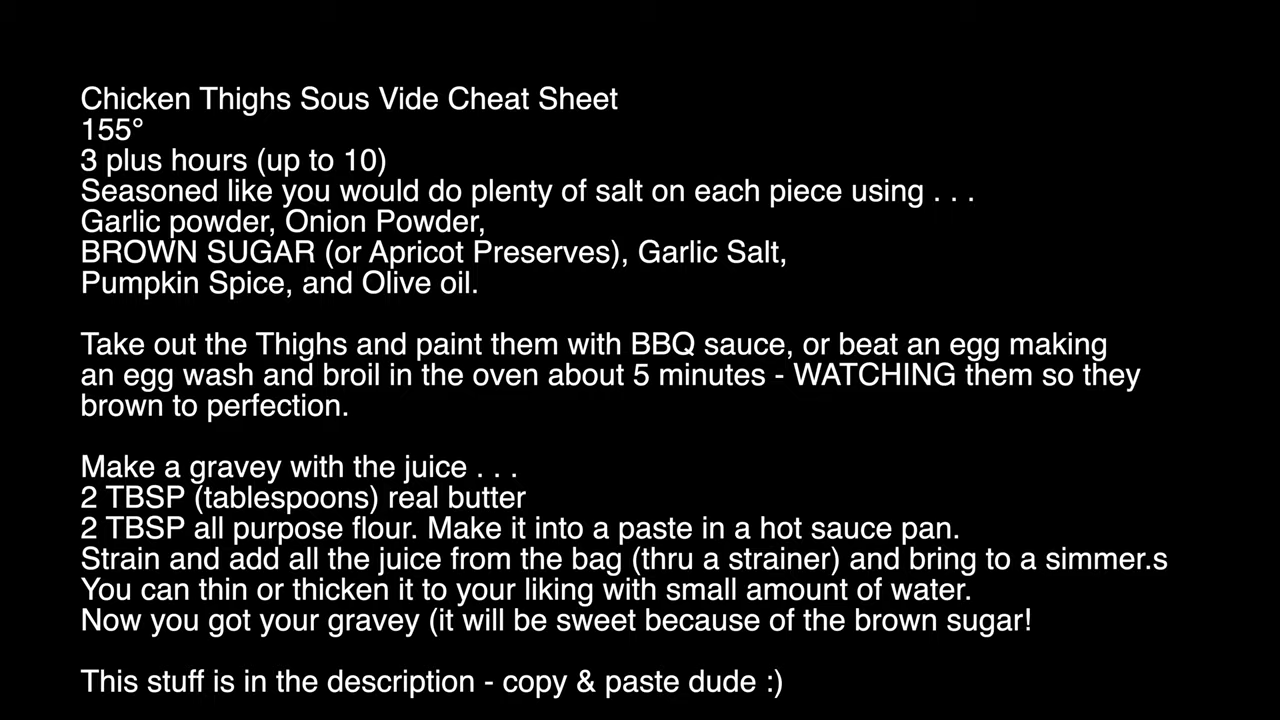 Chicken Thighs Sous Vide Cheat Sheet
155°
3 plus hours (up to 10)
Seasoned like you would do plenty of salt on each piece using . . .
Garlic powder, Onion Powder,
BROWN SUGAR (or Apricot Preserves), Garlic Salt,
Pumpkin Spice, and Olive oil.
Take out the Thighs and paint them with BBQ sauce, or beat an egg making
an egg wash and broil in the oven about 5 minutes - WATCHING them so they
brown to perfection.
Make a gravey with the juice . . .
2 TBSP (tablespoons) real butter
2 TBSP all purpose flour. Make it into a paste in a hot sauce pan.
Strain and add all the juice from the bag (thru a strainer) and bring to a simmer.s
You can thin or thicken it to your liking with small amount of water.
Now you got your gravey (it will be sweet because of the brown sugar!
This stuff is in the description - copy & paste dude :)